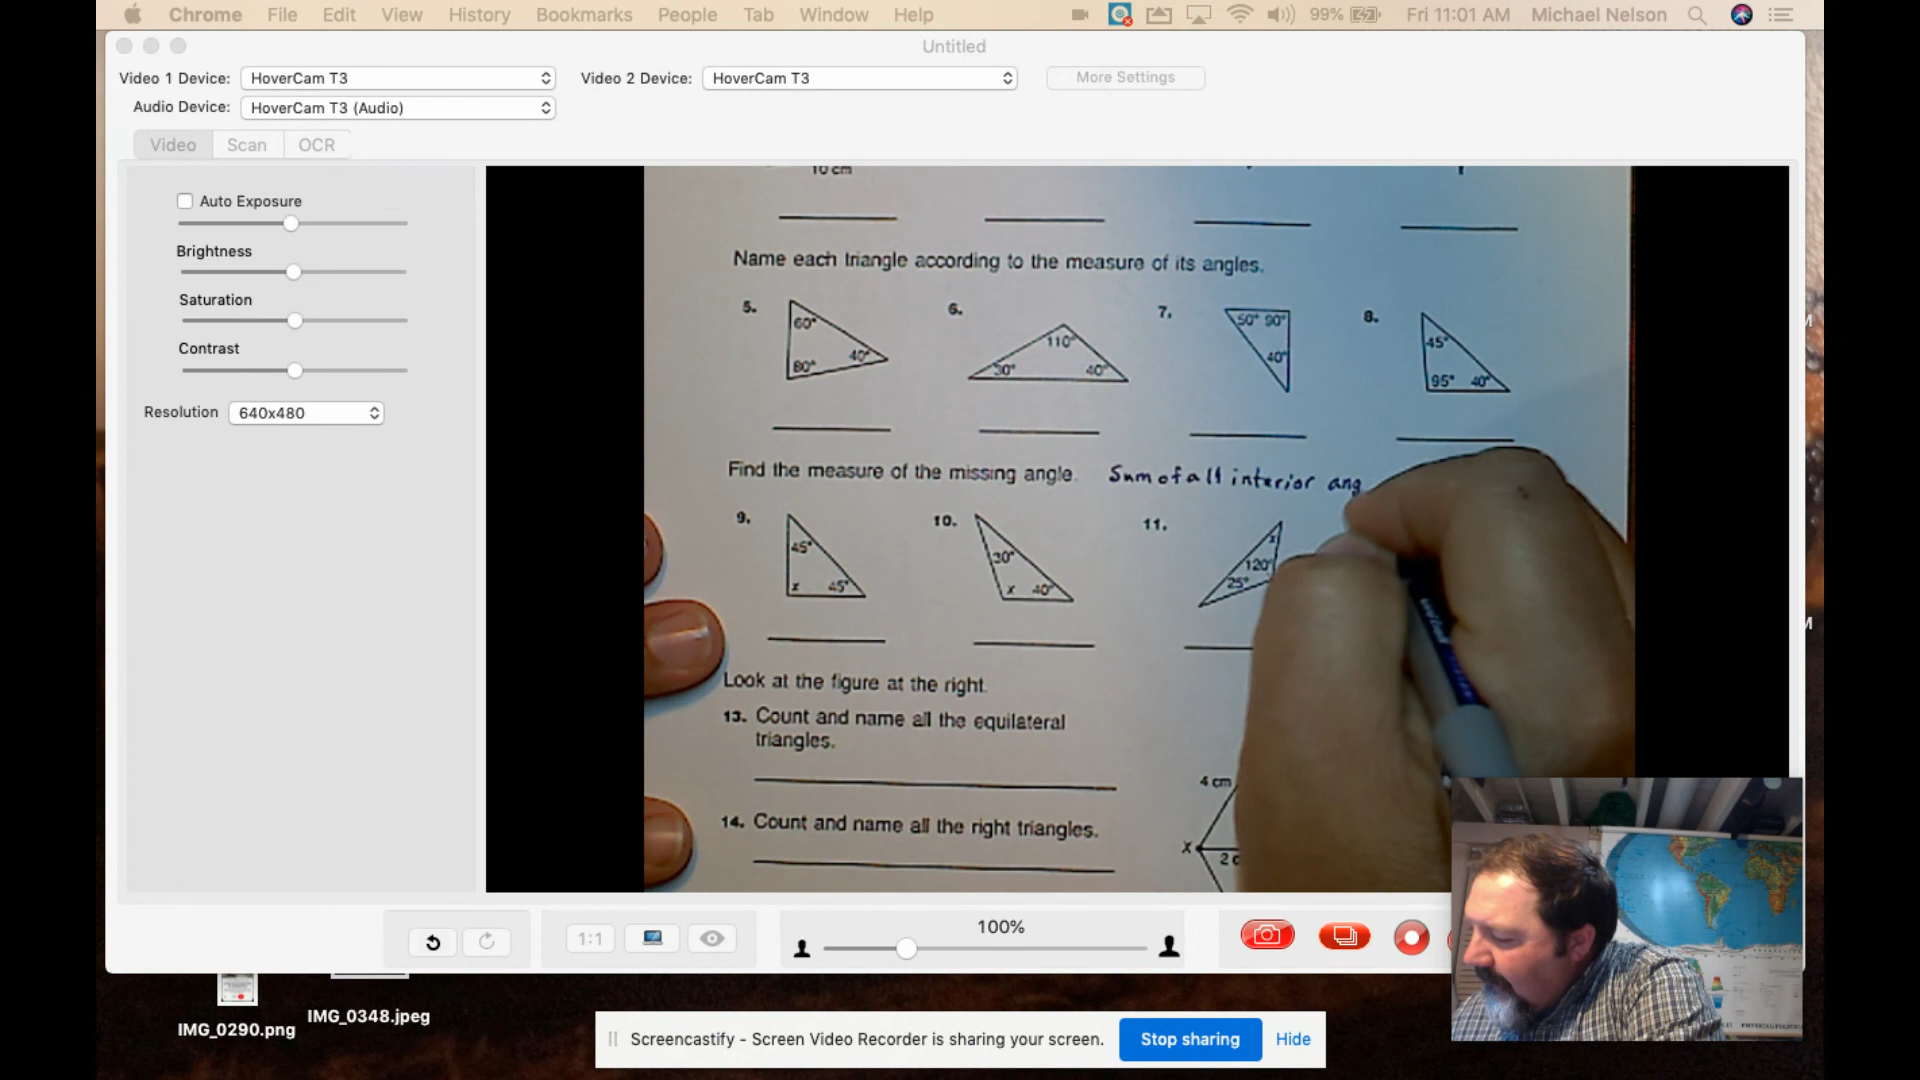 Chrome File Edit View History Bookmarks People Tab Window Help 99% Fri 11:01 AM Michael Nelson
Untitled
Video 1 Device: HoverCam T3 Video 2 Device: HoverCam T3 More Settings
Audio Device: HoverCam T3 (Audio)
Video Scan OCR
Auto Exposure
Brightness
Saturation
Contrast
Resolution 640x480
10 cm
Name each triangle according to the measure of its angles.
5. 6. 7. 8.
60° 80° 40°
110° 30° 40°
50° 90° 40°
45° 95° 40°
Find the measure of the missing angle. Sum of all interior ang
9. 10. 11.
45° x 45°
30° x 40°
x 120° 25°
Look at the figure at the right.
13. Count and name all the equilateral
triangles.
4 cm
14. Count and name all the right triangles.
X 2
1:1 100%
IMG_0290.png IMG_0348.jpeg
Screencastify - Screen Video Recorder is sharing your screen. Stop sharing Hide